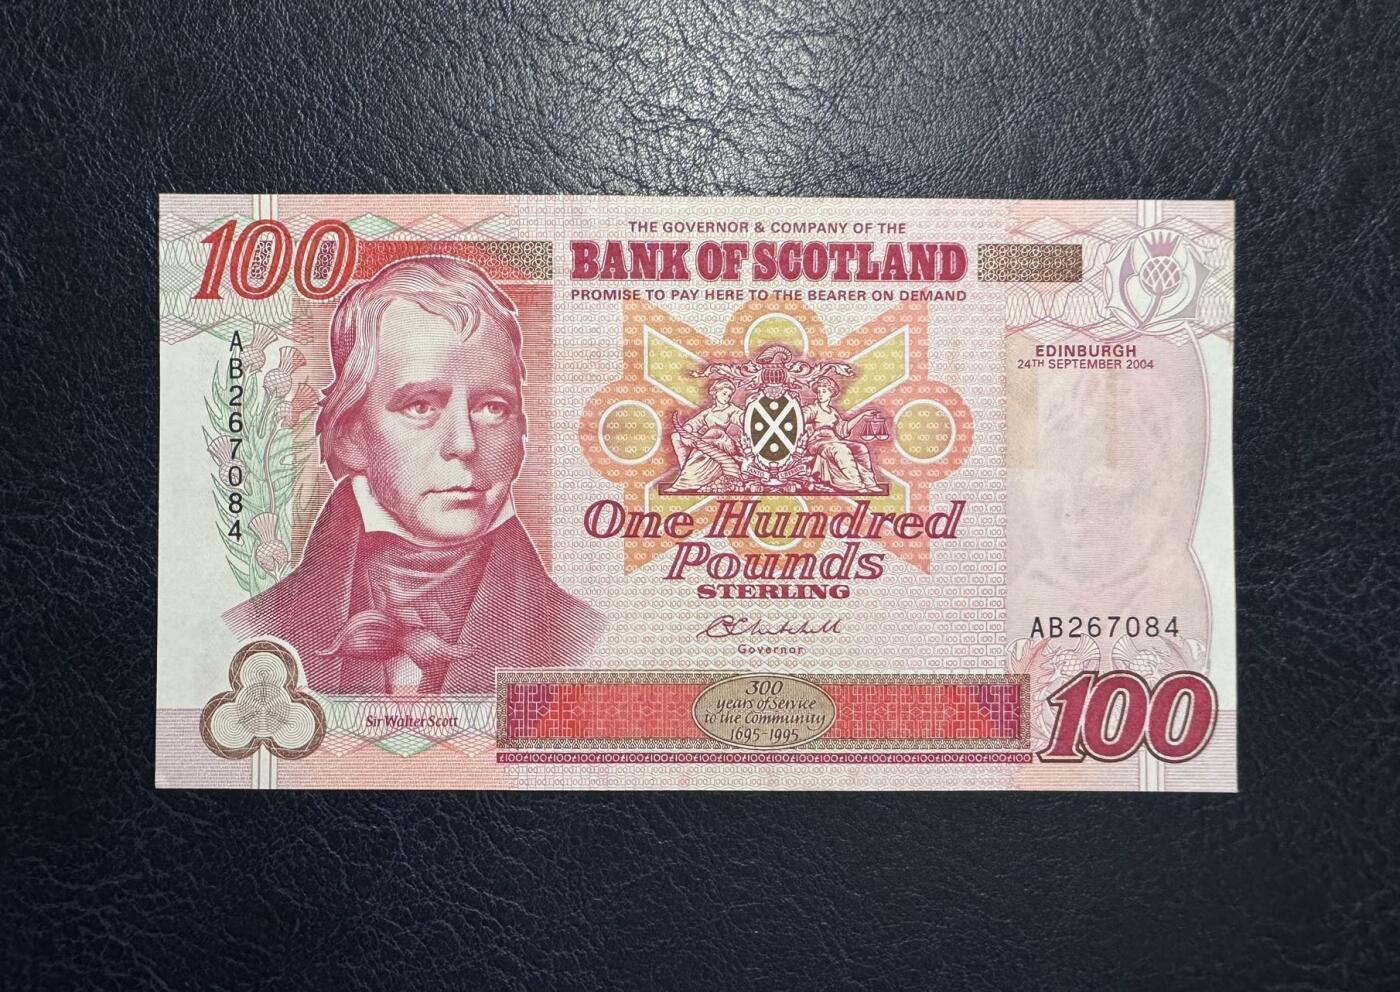 100
THE GOVERNOR & COMPANY OF THE
BANK OF SCOTLAND
PROMISE TO PAY HERE TO THE BEARER ON DEMAND
AB267084
EDINBURGH
24TH SEPTEMBER 2004
One Hundred
Pounds
STERLING
Governor
AB267084
Sir Walter Scott
300
years of Service
to the Community
1695-1995
100